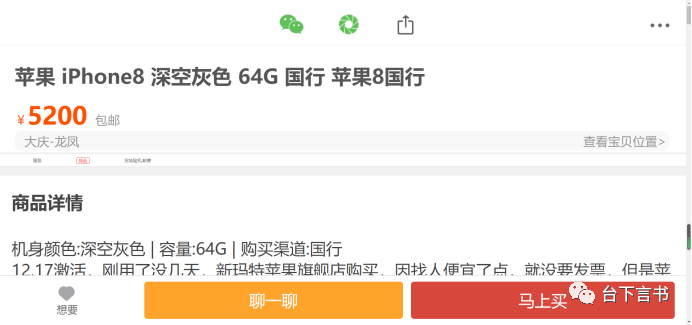 苹果 iPhone8 深空灰色 64G 国行 苹果8国行
¥5200 包邮
大庆-龙凤
查看宝贝位置>
商品详情
机身颜色:深空灰色 | 容量:64G | 购买渠道:国行
12.17激活，刚用了没几天，新玛特苹果旗舰店购买，因找人便宜了点，就没要发票，但是苹
想要
聊一聊
马上买
台下言书